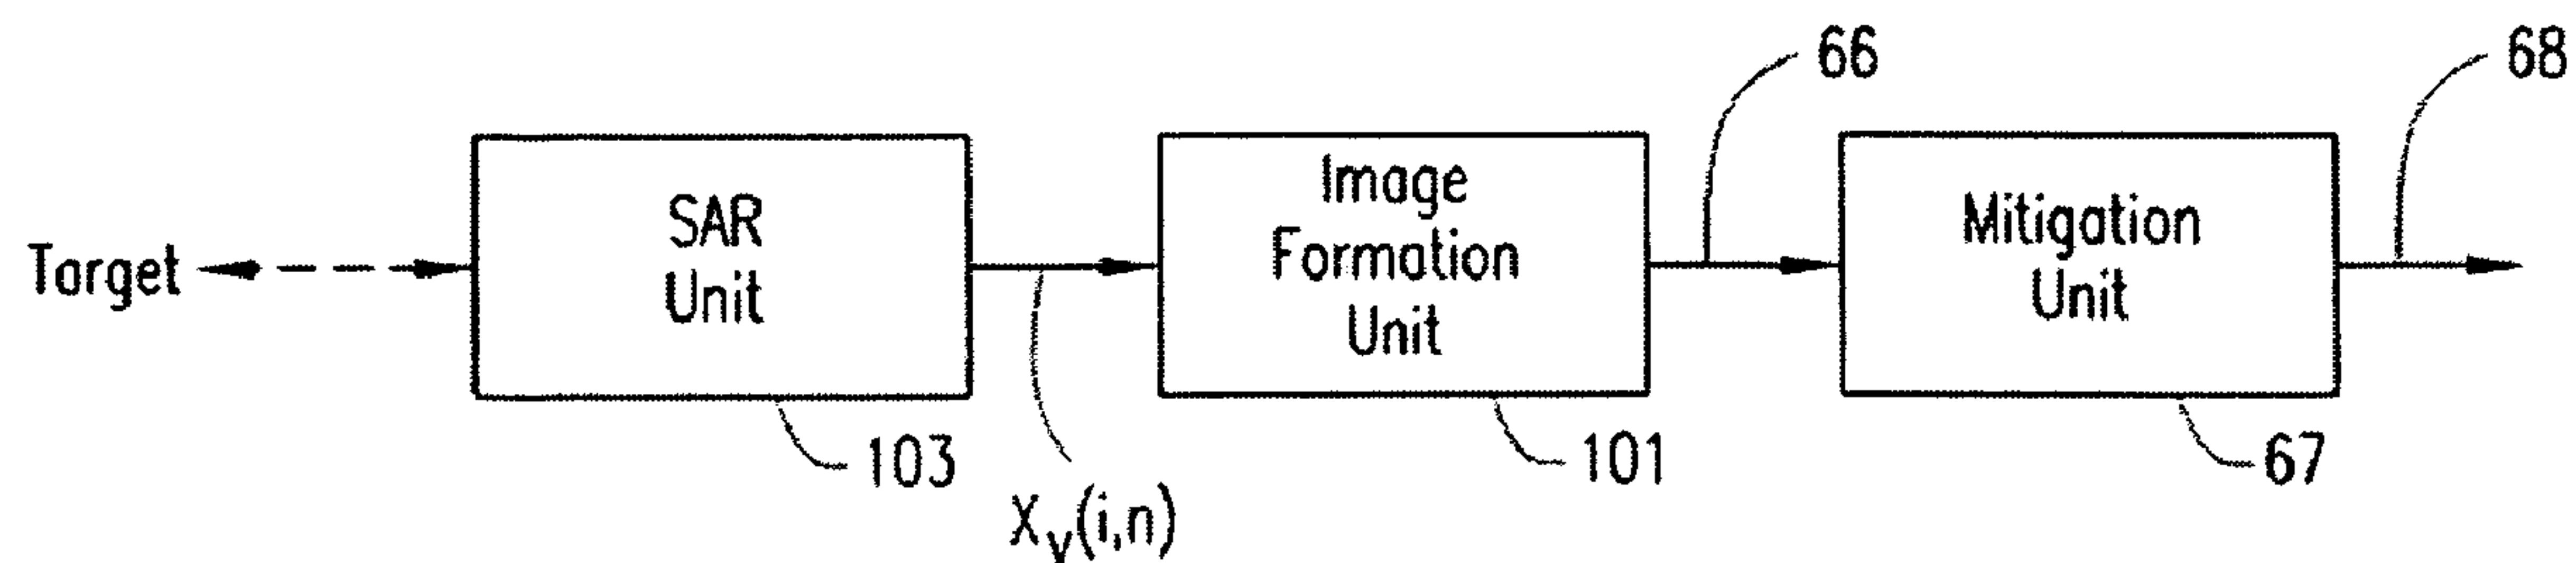 66
68
SAR
Unit
Image
Formation
Unit
Mitigation
Unit
Target
103
101
67
Xv(i,n)